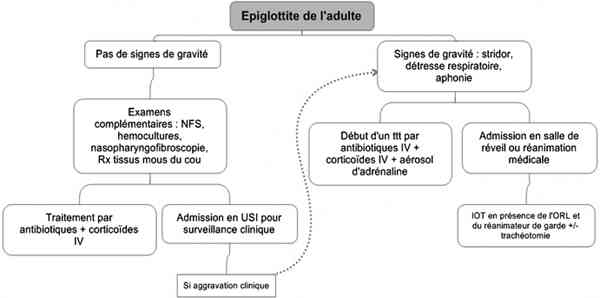 Epiglottite de l'adulte
Pas de signes de gravité
Signes de gravité : stridor,
détresse respiratoire,
aphonie
Examens
complémentaires : NFS,
hemocultures,
nasopharyngofibroscopie,
Rx tissus mous du cou
Début d'un ttt par
antibiotiques IV +
corticoïdes IV + aérosol
d'adrénaline
Admission en salle de
réveil ou réanimation
médicale
Traitement par
antibiotiques + corticoïdes
IV
Admission en USI pour
surveillance clinique
IOT en présence de l'ORL et
du réanimateur de garde +/-
trachéotomie
Si aggravation clinique